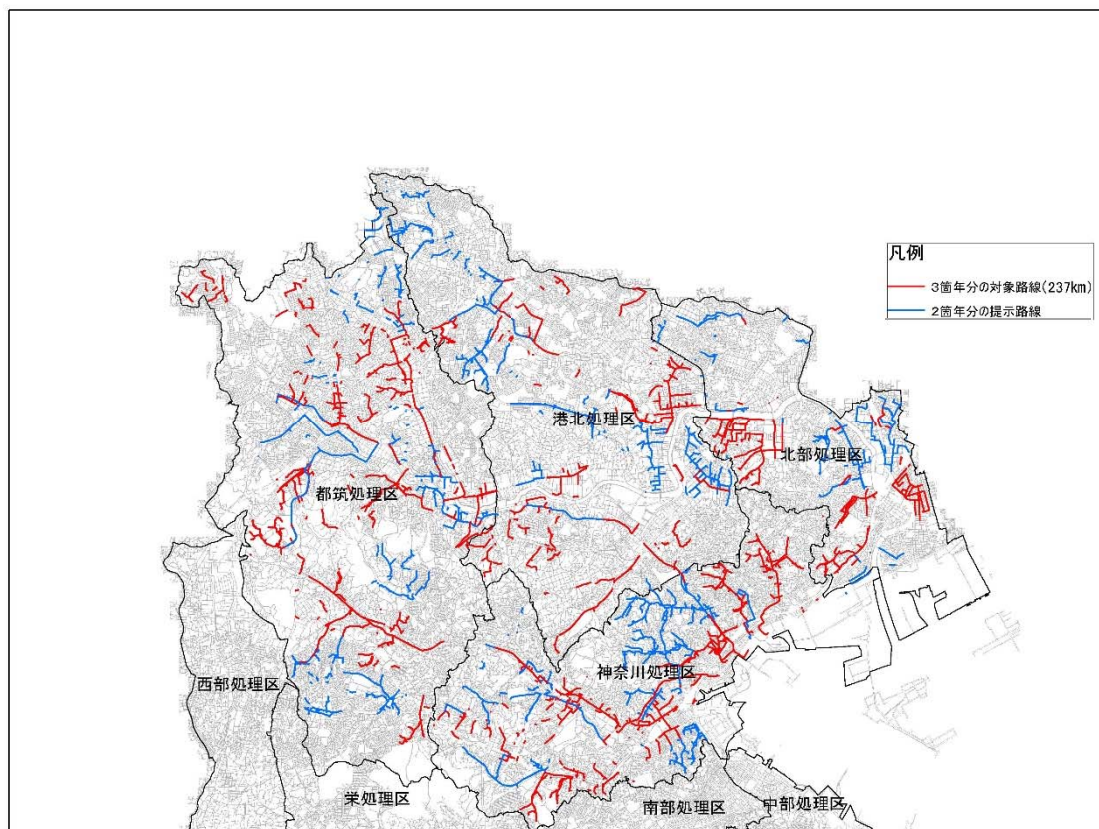 凡例
3箇年分の対象路線(237km)
2箇年分の提示路線
港北処理区
北部処理区
都筑処理区
神奈川処理区
西部処理区
栄処理区
南部処理区
中部処理区